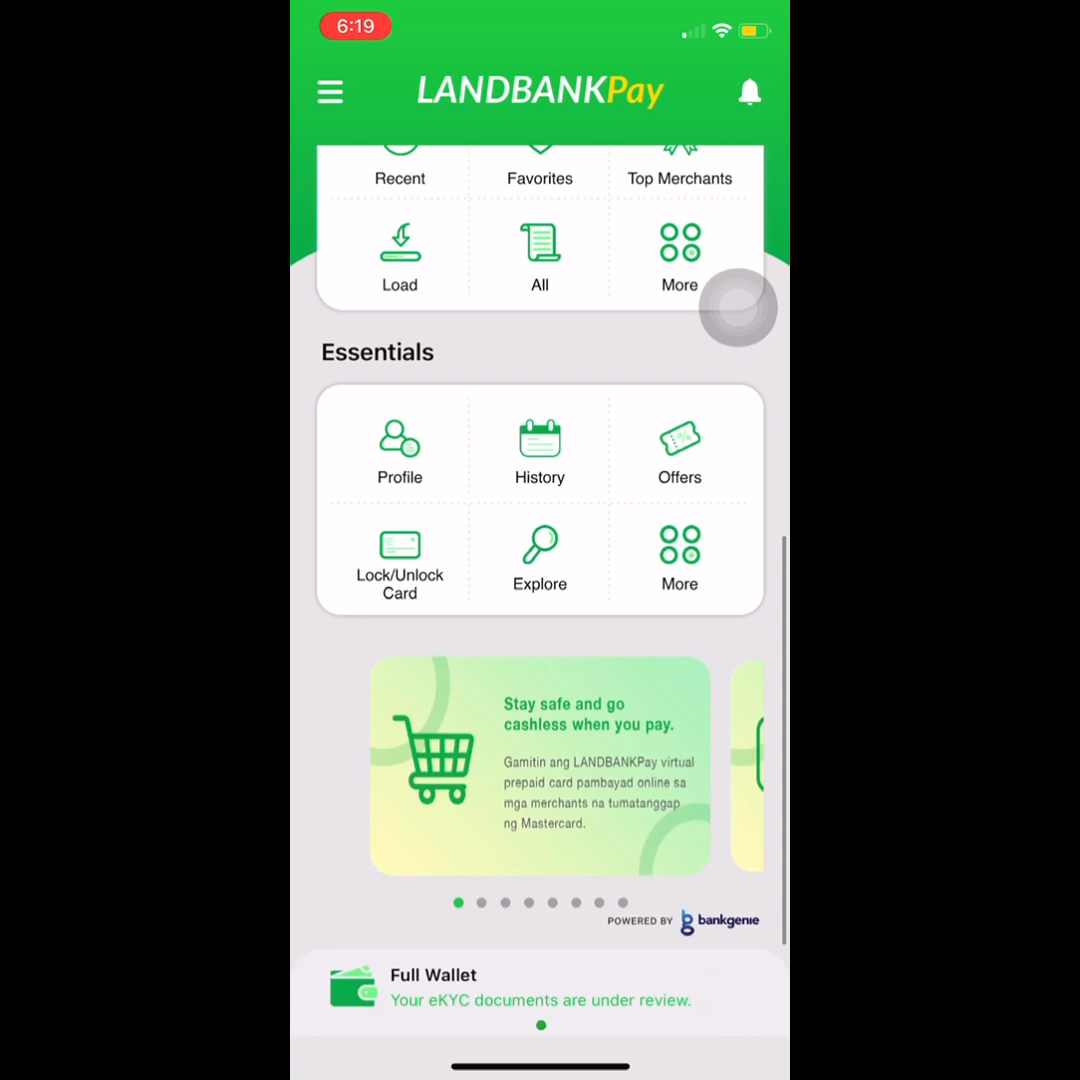 6:19
LANDBANKPay
Recent
Favorites
Top Merchants
Load
All
More
Essentials
Profile
History
Offers
Lock/Unlock
Card
Explore
More
Stay safe and go
cashless when you pay.
Gamitin ang LANDBANKPay virtual
prepaid card pambayad online sa
mga merchants na tumatanggap
ng Mastercard.
POWERED BY bankgenie
Full Wallet
Your eKYC documents are under review.